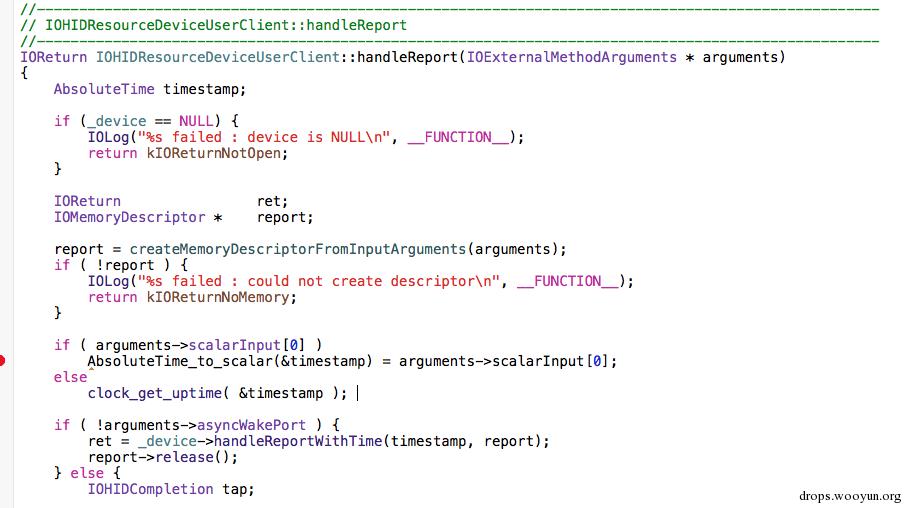 //----------------------------------------------------------------------------------------------------
// IOHIDResourceDeviceUserClient::handleReport
//----------------------------------------------------------------------------------------------------
IOReturn IOHIDResourceDeviceUserClient::handleReport(IOExternalMethodArguments * arguments)
{
    AbsoluteTime timestamp;

    if (_device == NULL) {
        IOLog("%s failed : device is NULL\n", __FUNCTION__);
        return kIOReturnNotOpen;
    }

    IOReturn                ret;
    IOMemoryDescriptor *    report;

    report = createMemoryDescriptorFromInputArguments(arguments);
    if ( !report ) {
        IOLog("%s failed : could not create descriptor\n", __FUNCTION__);
        return kIOReturnNoMemory;
    }

    if ( arguments->scalarInput[0] )
        AbsoluteTime_to_scalar(&timestamp) = arguments->scalarInput[0];
    else
        clock_get_uptime( &timestamp );

    if ( !arguments->asyncWakePort ) {
        ret = _device->handleReportWithTime(timestamp, report);
        report->release();
    } else {
        IOHIDCompletion tap;
drops.wooyun.org